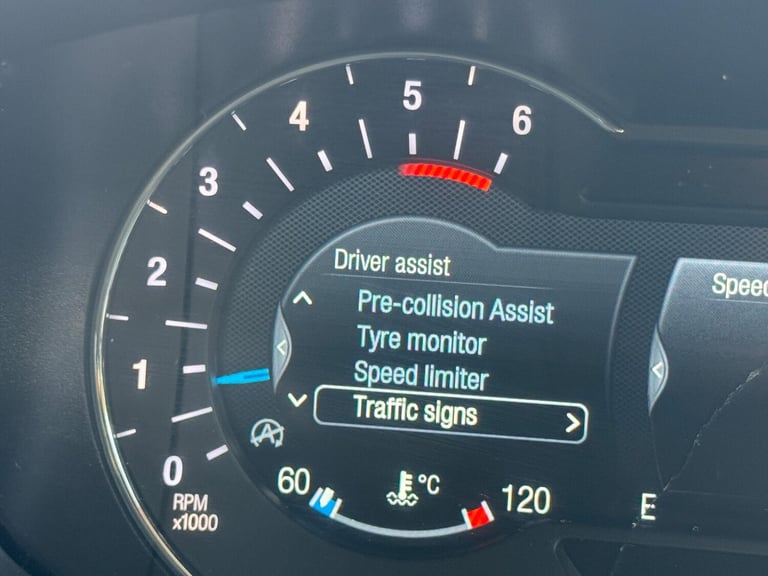 0
1
2
3
4
5
6
RPM
x1000
Driver assist
Pre-collision Assist
Tyre monitor
Speed limiter
Traffic signs
A
60
°C
120
E